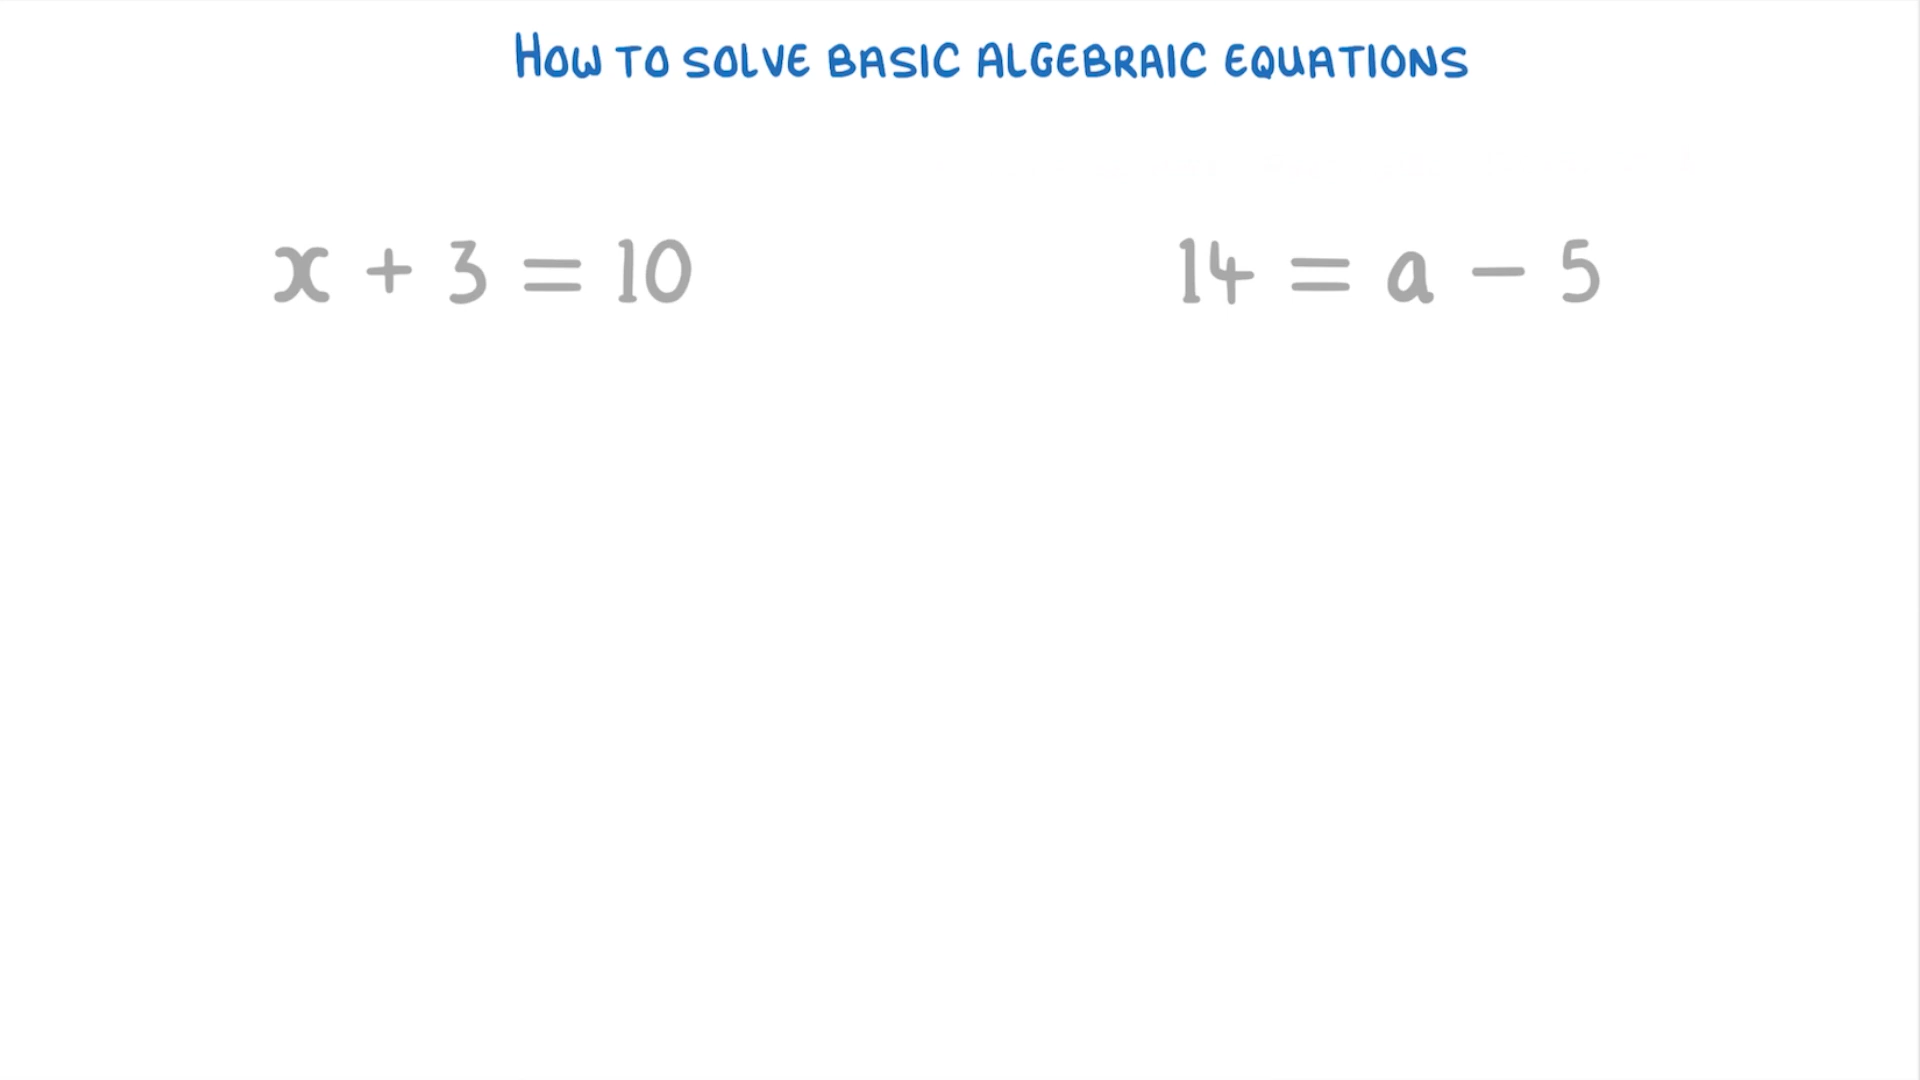 HOW TO SOLVE BASIC ALGEBRAIC EQUATIONS
x + 3 = 10
14 = a − 5